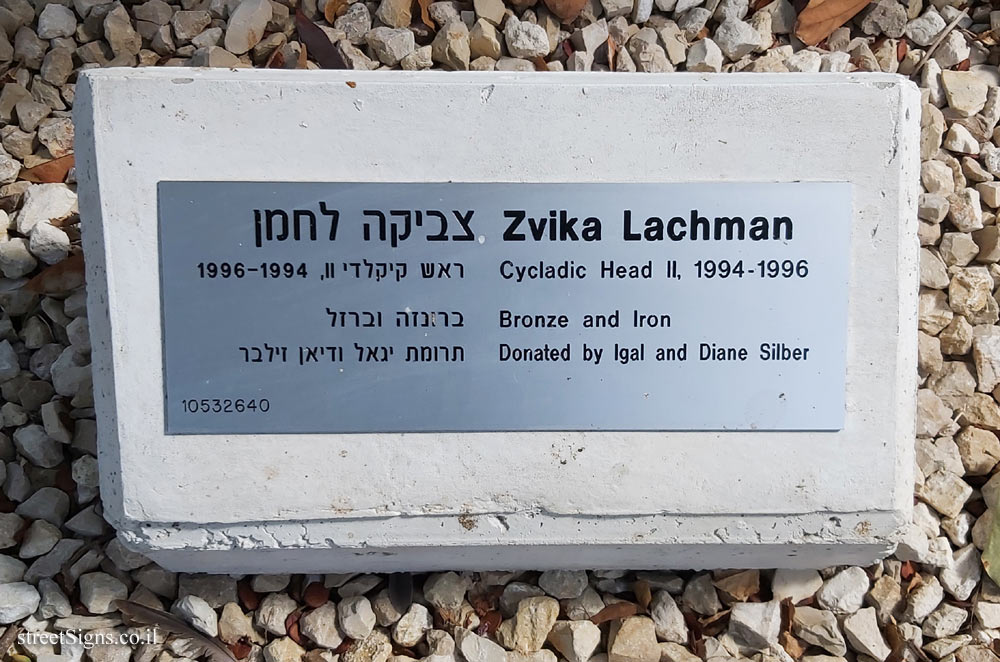 צביקה לחמן Zvika Lachman
ראש קיקלדי II, 1996-1994 Cycladic Head II, 1994-1996
ברונזה וברזל Bronze and Iron
תרומת יגאל ודיאן זילבר Donated by Igal and Diane Silber
10532640
streetSigns.co.il